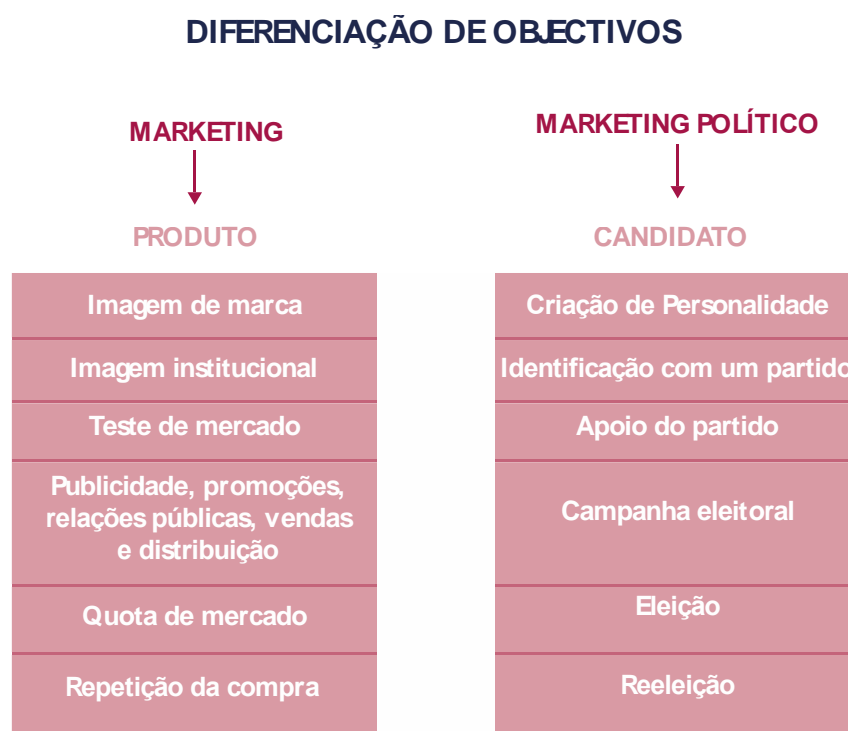 DIFERENCIAÇÃO DE OBJECTIVOS
MARKETING
MARKETING POLÍTICO
PRODUTO
CANDIDATO
Imagem de marca
Criação de Personalidade
Imagem institucional
Identificação com um partido
Teste de mercado
Apoio do partido
Publicidade, promoções,
relações públicas, vendas
e distribuição
Campanha eleitoral
Quota de mercado
Eleição
Repetição da compra
Reeleição